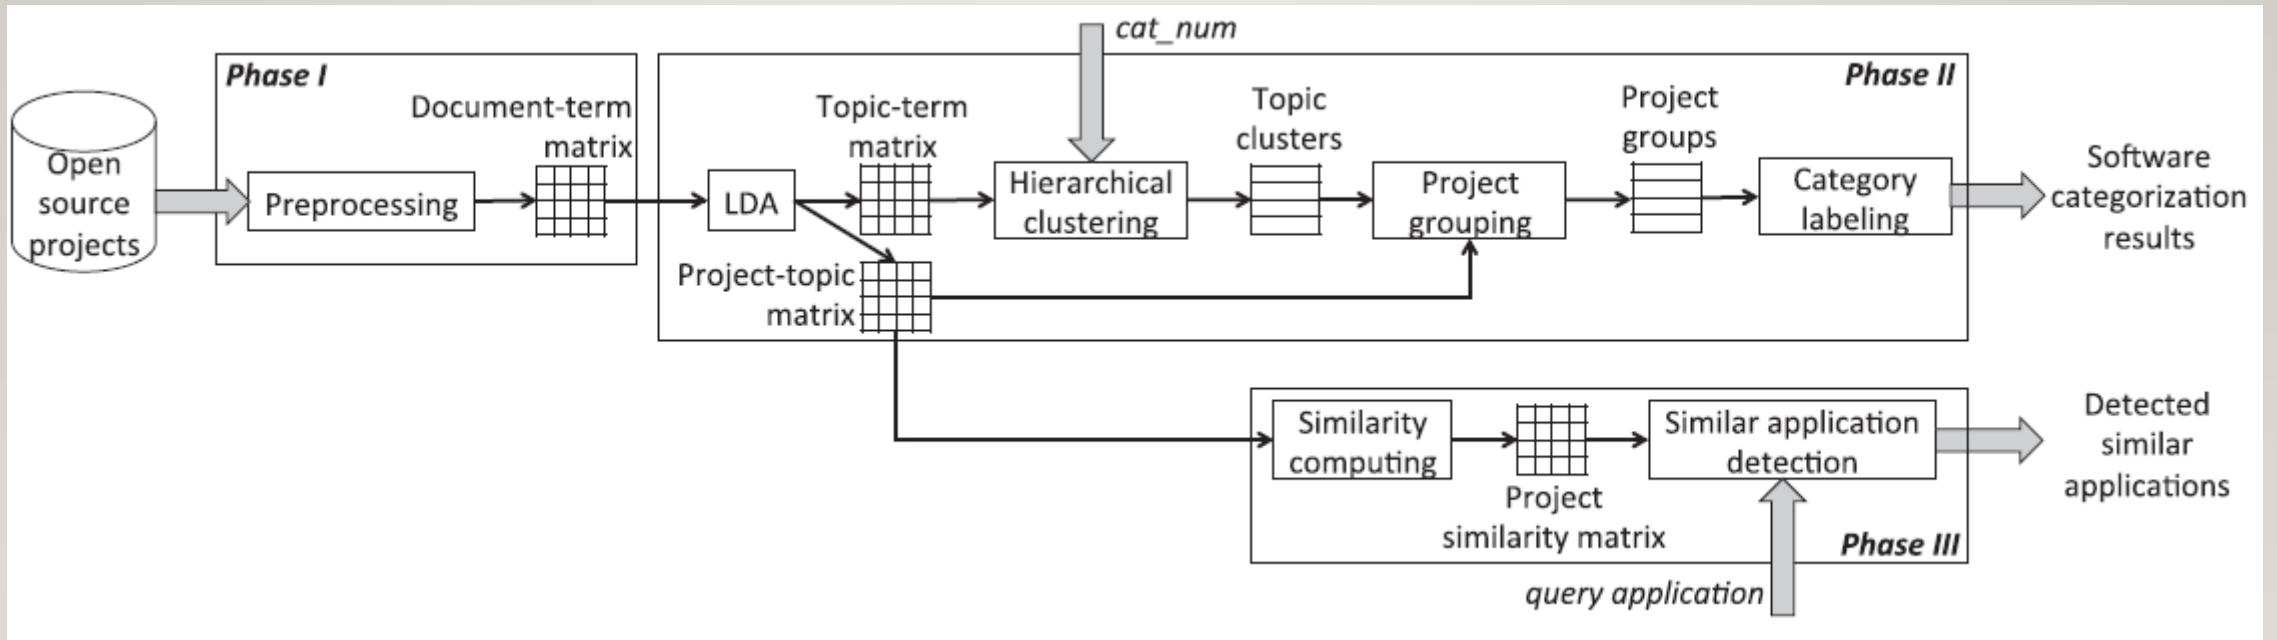 cat_num
Phase I
Phase II
Document-term
matrix
Topic-term
matrix
Topic
clusters
Project
groups
Open
source
projects
Preprocessing
LDA
Hierarchical
clustering
Project
grouping
Category
labeling
Software
categorization
results
Project-topic
matrix
Similarity
computing
Project
similarity matrix
Similar application
detection
Detected
similar
applications
Phase III
query application